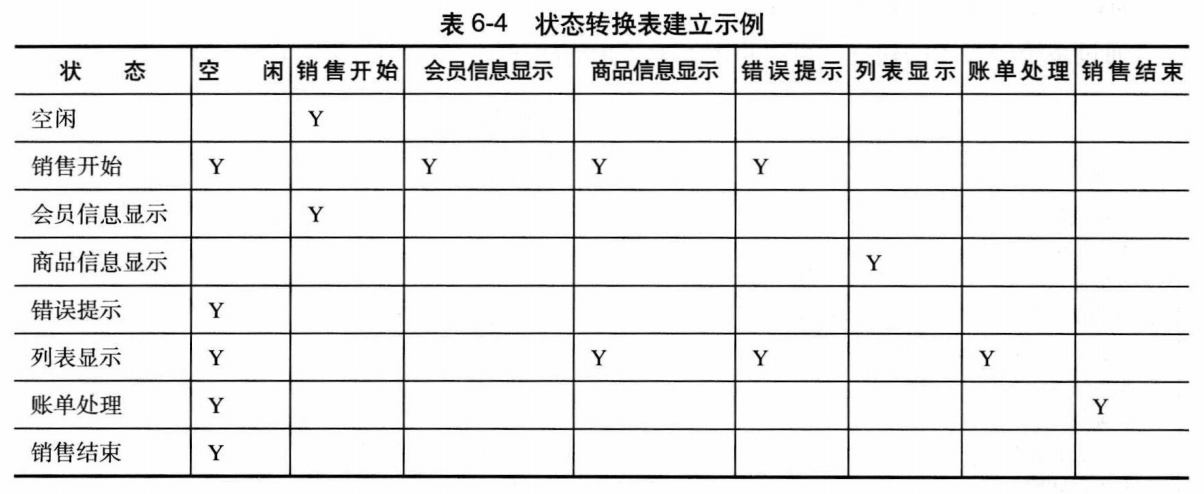 表 6-4 状态转换表建立示例
状 态 空 闲 销售开始 会员信息显示 商品信息显示 错误提示 列表显示 账单处理 销售结束
空闲 Y
销售开始 Y Y Y Y
会员信息显示 Y
商品信息显示 Y
错误提示 Y
列表显示 Y Y Y Y
账单处理 Y Y
销售结束 Y